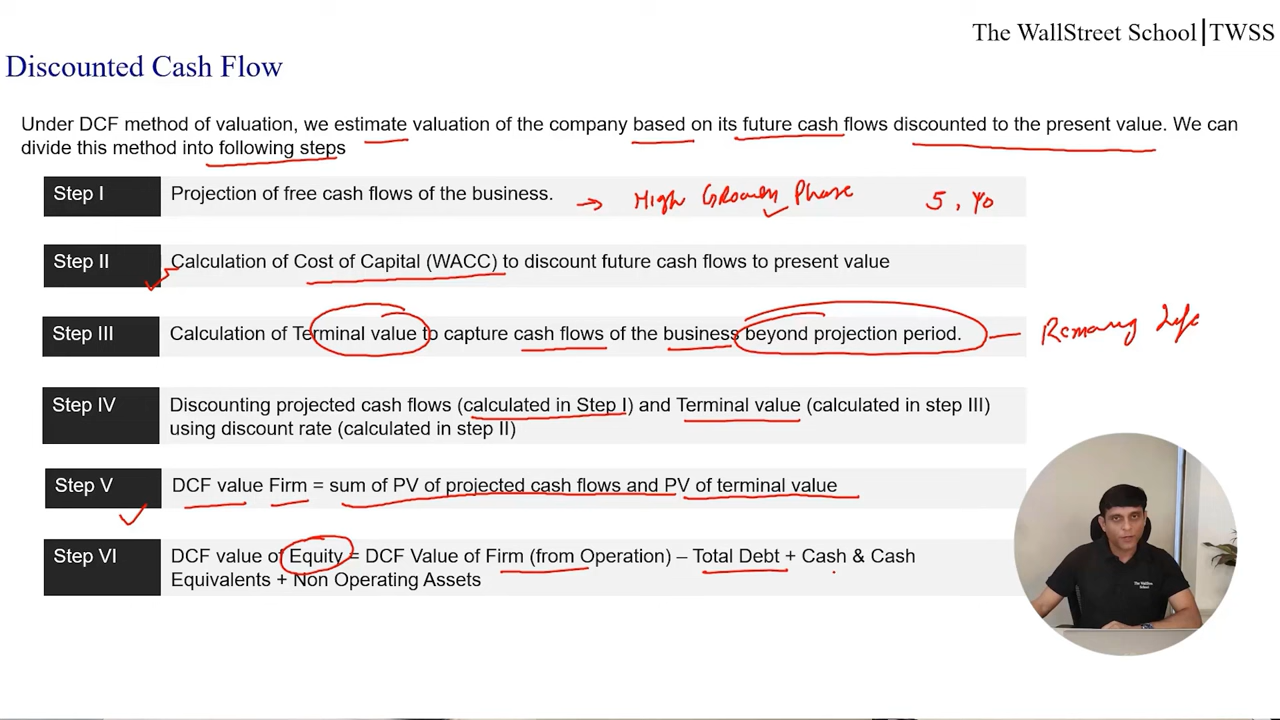 The WallStreet School|TWSS
Discounted Cash Flow
Under DCF method of valuation, we estimate valuation of the company based on its future cash flows discounted to the present value. We can
divide this method into following steps
Step I
Projection of free cash flows of the business.
→ High Growth Phase 5, 10
Step II
Calculation of Cost of Capital (WACC) to discount future cash flows to present value
Step III
Calculation of Terminal value to capture cash flows of the business beyond projection period.
Remaining Life
Step IV
Discounting projected cash flows (calculated in Step I) and Terminal value (calculated in step III)
using discount rate (calculated in step II)
Step V
DCF value Firm = sum of PV of projected cash flows and PV of terminal value
Step VI
DCF value of Equity = DCF Value of Firm (from Operation) – Total Debt + Cash & Cash
Equivalents + Non Operating Assets
The WallStreet
School